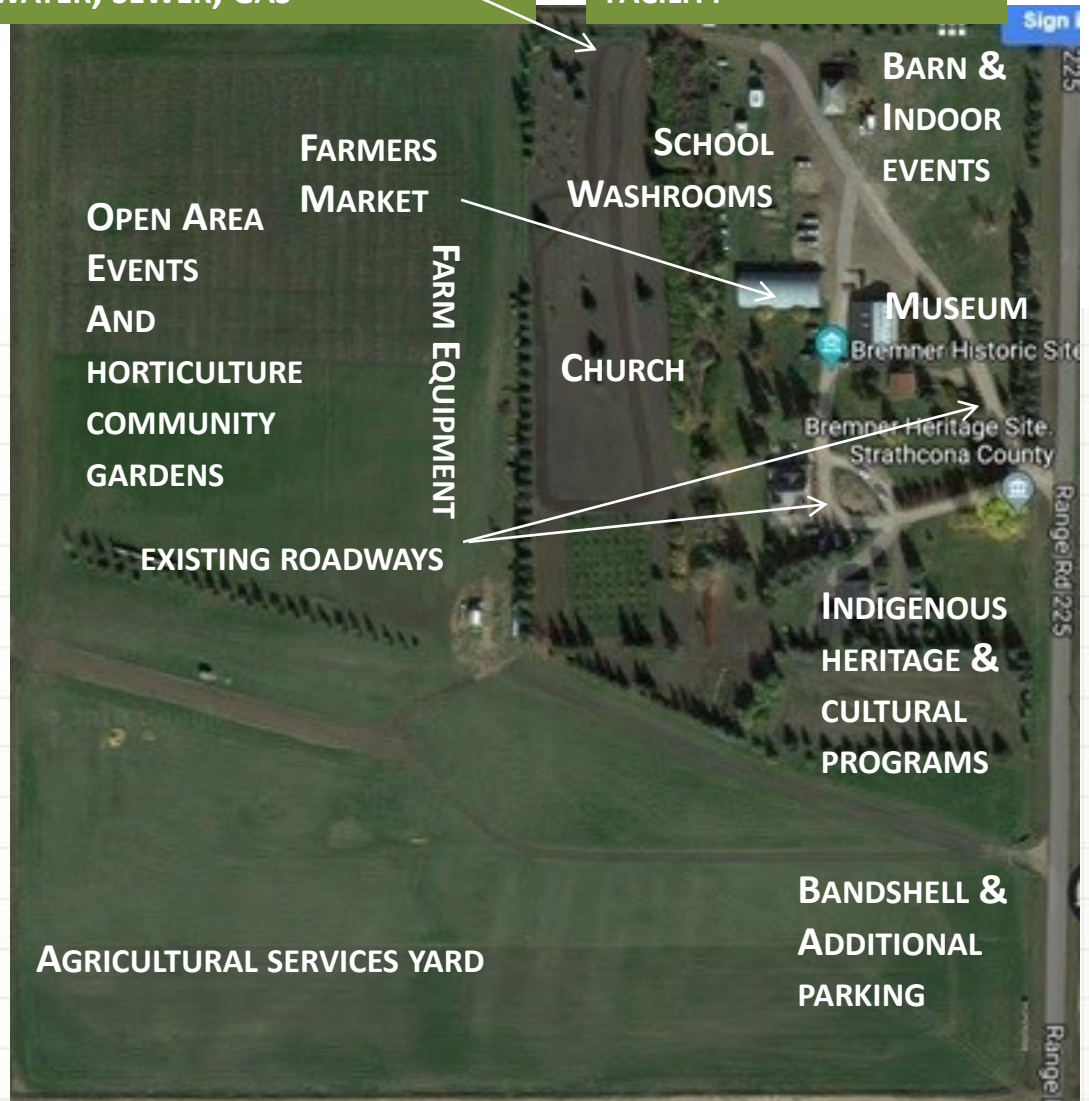 WATER, SEWER, GAS
FACILITY
Sign
225
BARN &
INDOOR
EVENTS
FARMERS
MARKET
SCHOOL
WASHROOMS
OPEN AREA
EVENTS
AND
HORTICULTURE
COMMUNITY
GARDENS
FARM EQUIPMENT
MUSEUM
Bremner Historic Site
CHURCH
Bremner Heritage Site.
Strathcona County
Range Rd 225
EXISTING ROADWAYS
INDIGENOUS
HERITAGE &
CULTURAL
PROGRAMS
BANDSHELL &
ADDITIONAL
PARKING
AGRICULTURAL SERVICES YARD
Range